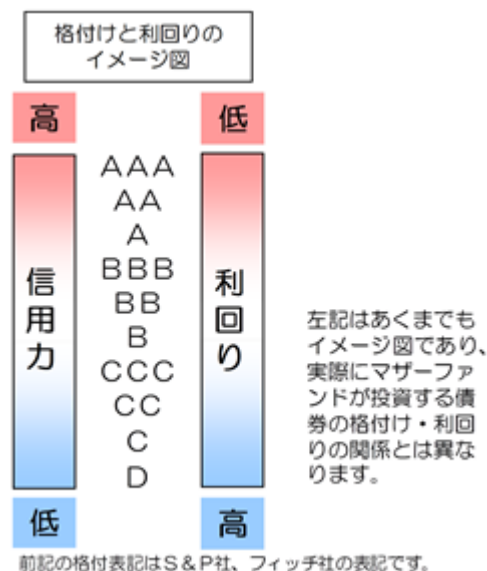 格付けと利回りの
イメージ図
高
低
信用力
AAA
AA
A
BBB
BB
B
CCC
CC
C
D
利回り
低
高
左記はあくまでも
イメージ図であり、
実際にマザーファ
ンドが投資する債
券の格付け・利回
りの関係とは異な
ります。
前記の格付表記はS&P社、フィッチ社の表記です。